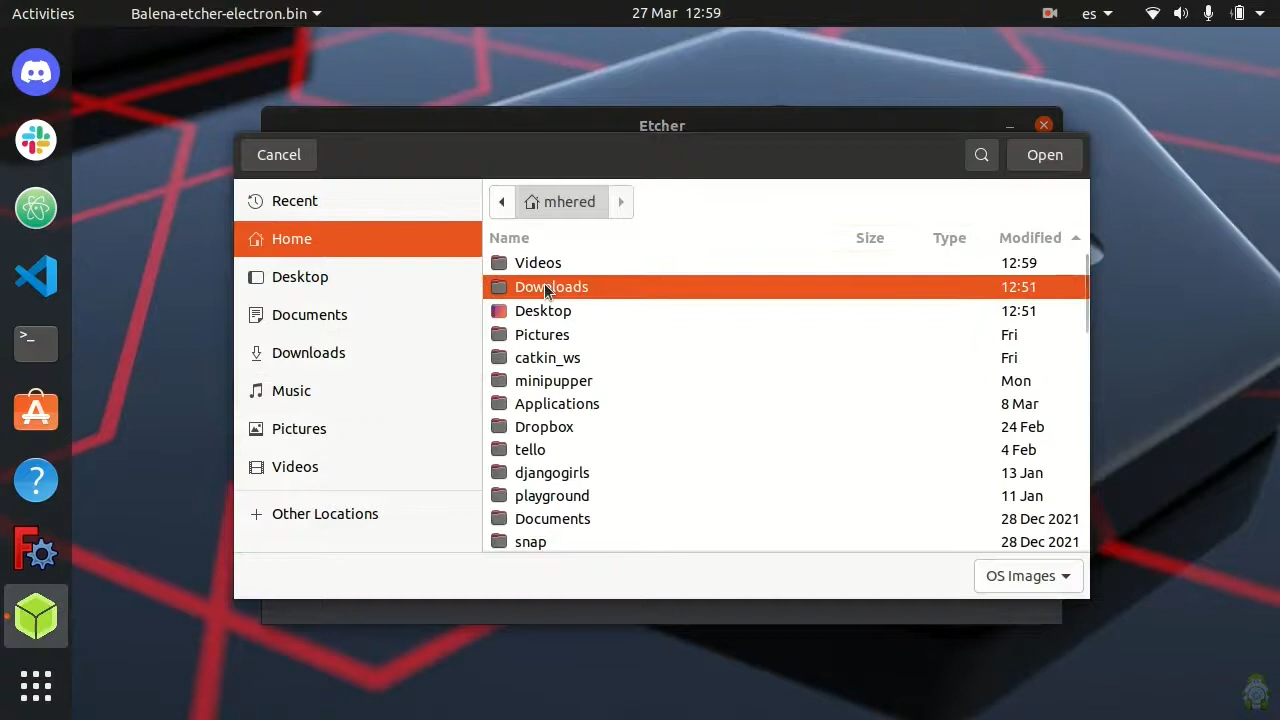 Activities Balena-etcher-electron.bin 27 Mar 12:59 es
Etcher
Cancel Open
Recent
Home
Desktop
Documents
Downloads
Music
Pictures
Videos
Other Locations
mhered
Name Size Type Modified
Videos 12:59
Downloads 12:51
Desktop 12:51
Pictures Fri
catkin_ws Fri
minipupper Mon
Applications 8 Mar
Dropbox 24 Feb
tello 4 Feb
djangogirls 13 Jan
playground 11 Jan
Documents 28 Dec 2021
snap 28 Dec 2021
OS Images